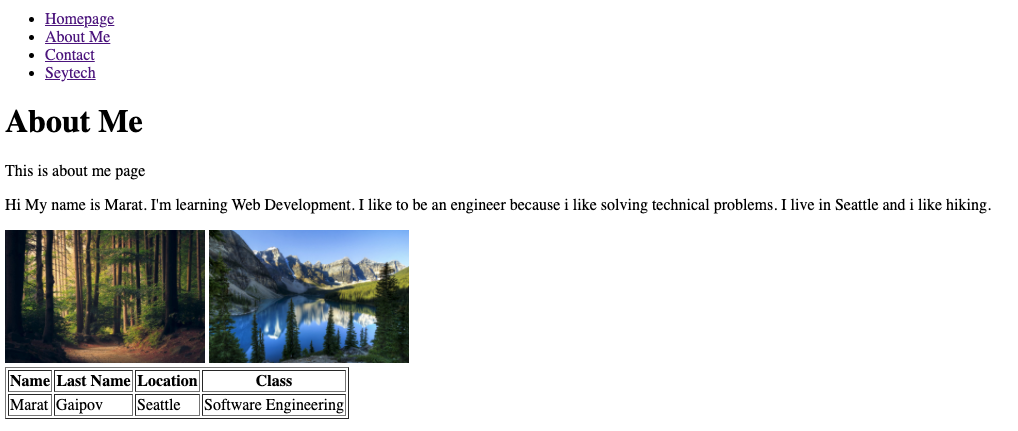 Homepage
About Me
Contact
Seytech
About Me
This is about me page
Hi My name is Marat. I'm learning Web Development. I like to be an engineer because i like solving technical problems. I live in Seattle and i like hiking.
Name Last Name Location Class
Marat Gaipov Seattle Software Engineering